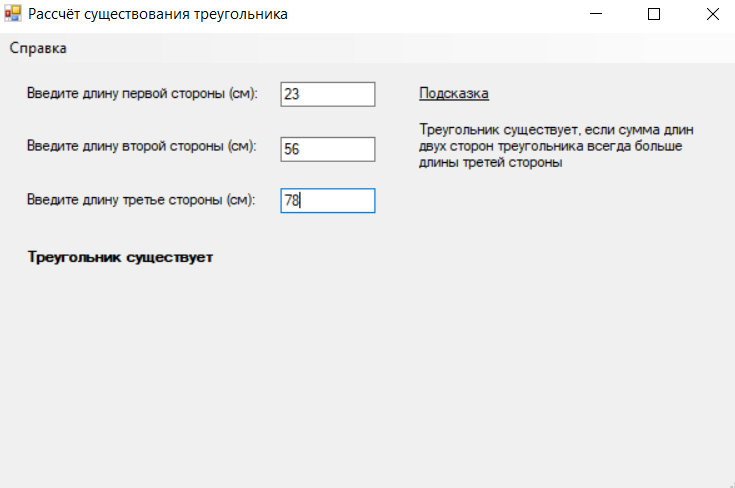 Рассчёт существования треугольника
Справка
Введите длину первой стороны (см): 23
Введите длину второй стороны (см): 56
Введите длину третье стороны (см): 78
Треугольник существует
Подсказка
Треугольник существует, если сумма длин
двух сторон треугольника всегда больше
длины третей стороны